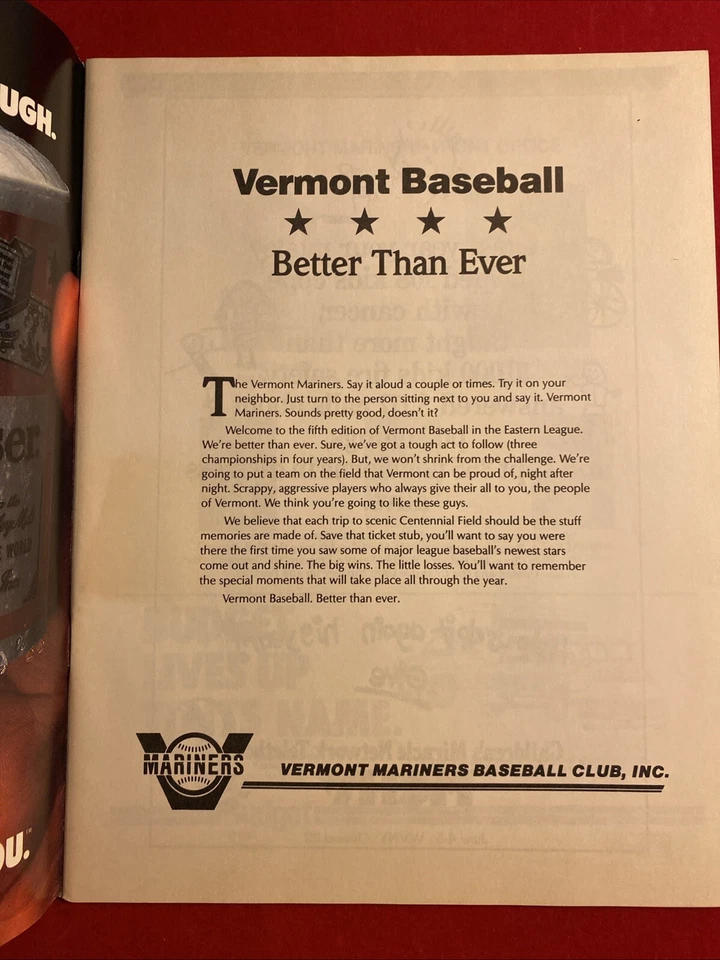 UGH.
ser
WORLD
OU.™
Vermont Baseball
★ ★ ★ ★
Better Than Ever
The Vermont Mariners. Say it aloud a couple or times. Try it on your
neighbor. Just turn to the person sitting next to you and say it. Vermont
Mariners. Sounds pretty good, doesn't it?
Welcome to the fifth edition of Vermont Baseball in the Eastern League.
We're better than ever. Sure, we've got a tough act to follow (three
championships in four years). But, we won't shrink from the challenge. We're
going to put a team on the field that Vermont can be proud of, night after
night. Scrappy, aggressive players who always give their all to you, the people
of Vermont. We think you're going to like these guys.
We believe that each trip to scenic Centennial Field should be the stuff
memories are made of. Save that ticket stub, you'll want to say you were
there the first time you saw some of major league baseball's newest stars
come out and shine. The big wins. The little losses. You'll want to remember
the special moments that will take place all through the year.
Vermont Baseball. Better than ever.
MARINERS
VERMONT MARINERS BASEBALL CLUB, INC.